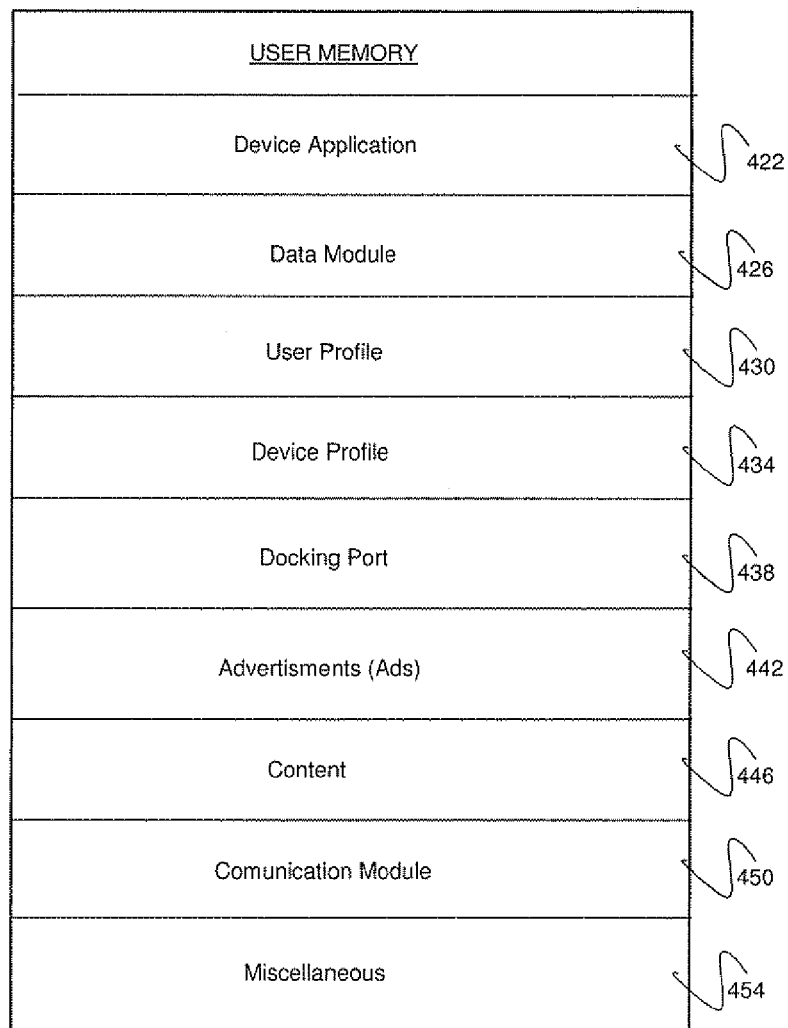 USER MEMORY
Device Application
422
Data Module
426
User Profile
430
Device Profile
434
Docking Port
438
Advertisments (Ads)
442
Content
446
Comunication Module
450
Miscellaneous
454